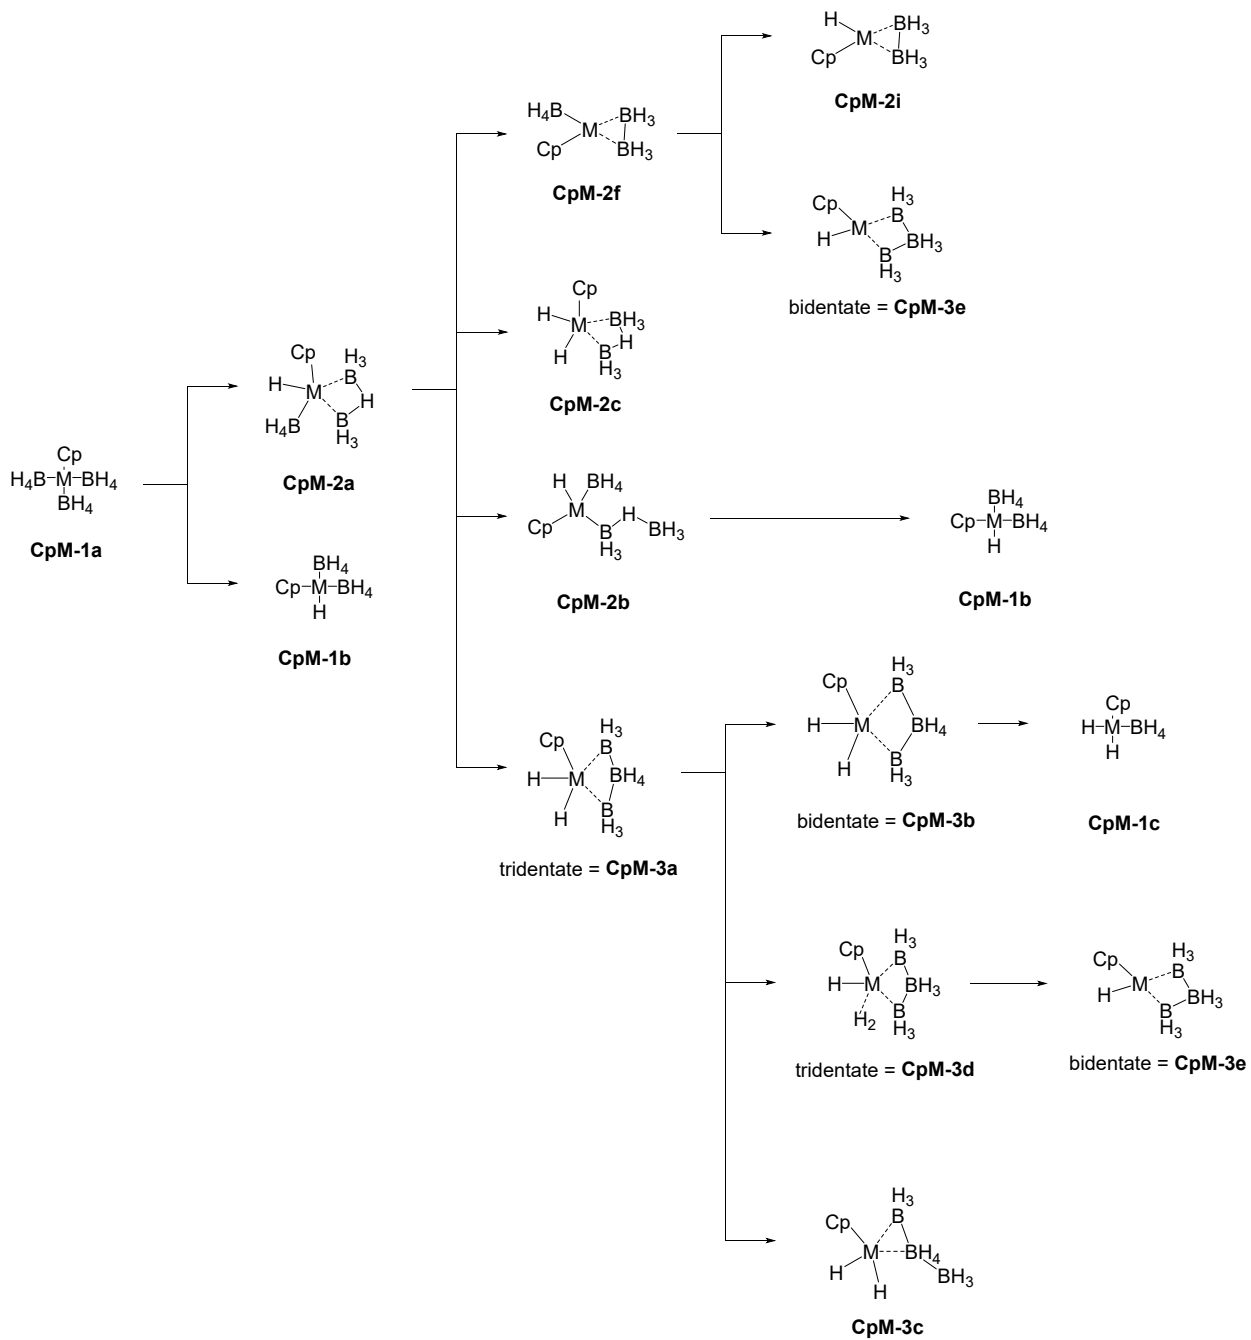 H
M
BH3
Cp
BH3
CpM-2i
H4B
M
BH3
Cp
BH3
CpM-2f
H3
Cp
B
M
BH3
H
B
H3
bidentate = CpM-3e
Cp
H
M
BH3
H
H
B
H3
CpM-2c
Cp
H3
H
B
M
H
H4B
B
H3
CpM-2a
Cp
H4B M BH4
BH4
CpM-1a
H
BH4
M
H
Cp
B
BH3
H3
CpM-2b
BH4
Cp M BH4
H
CpM-1b
BH4
Cp M BH4
H
CpM-1b
Cp
H3
B
H
M
BH4
H
B
H3
tridentate = CpM-3a
H3
Cp
B
H
M
BH4
H
B
H3
bidentate = CpM-3b
Cp
H M BH4
H
CpM-1c
H3
Cp
B
H
M
BH3
B
H2
H3
tridentate = CpM-3d
H3
Cp
B
M
BH3
H
B
H3
bidentate = CpM-3e
H3
Cp
B
M
BH4
H
BH3
H
CpM-3c